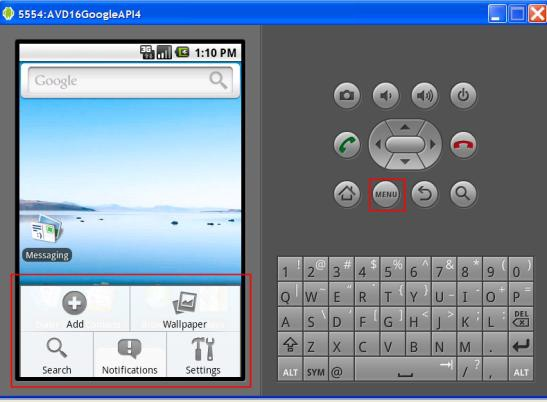 5554:AVD16GoogleAPI4
3G 1:10 PM
Google
Messaging
Add Wallpaper
Search Notifications Settings
MENU
1 ! 2 @ 3 # 4 $ 5 % 6 ^ 7 & 8 * 9 ( 0 )
Q | W ~ E " R ` T { Y } U _ I - O + P =
A S \ D ' F [ G ] H < J > K ; L : DEL
Z X C V B N M .
ALT SYM @ / ? , ALT